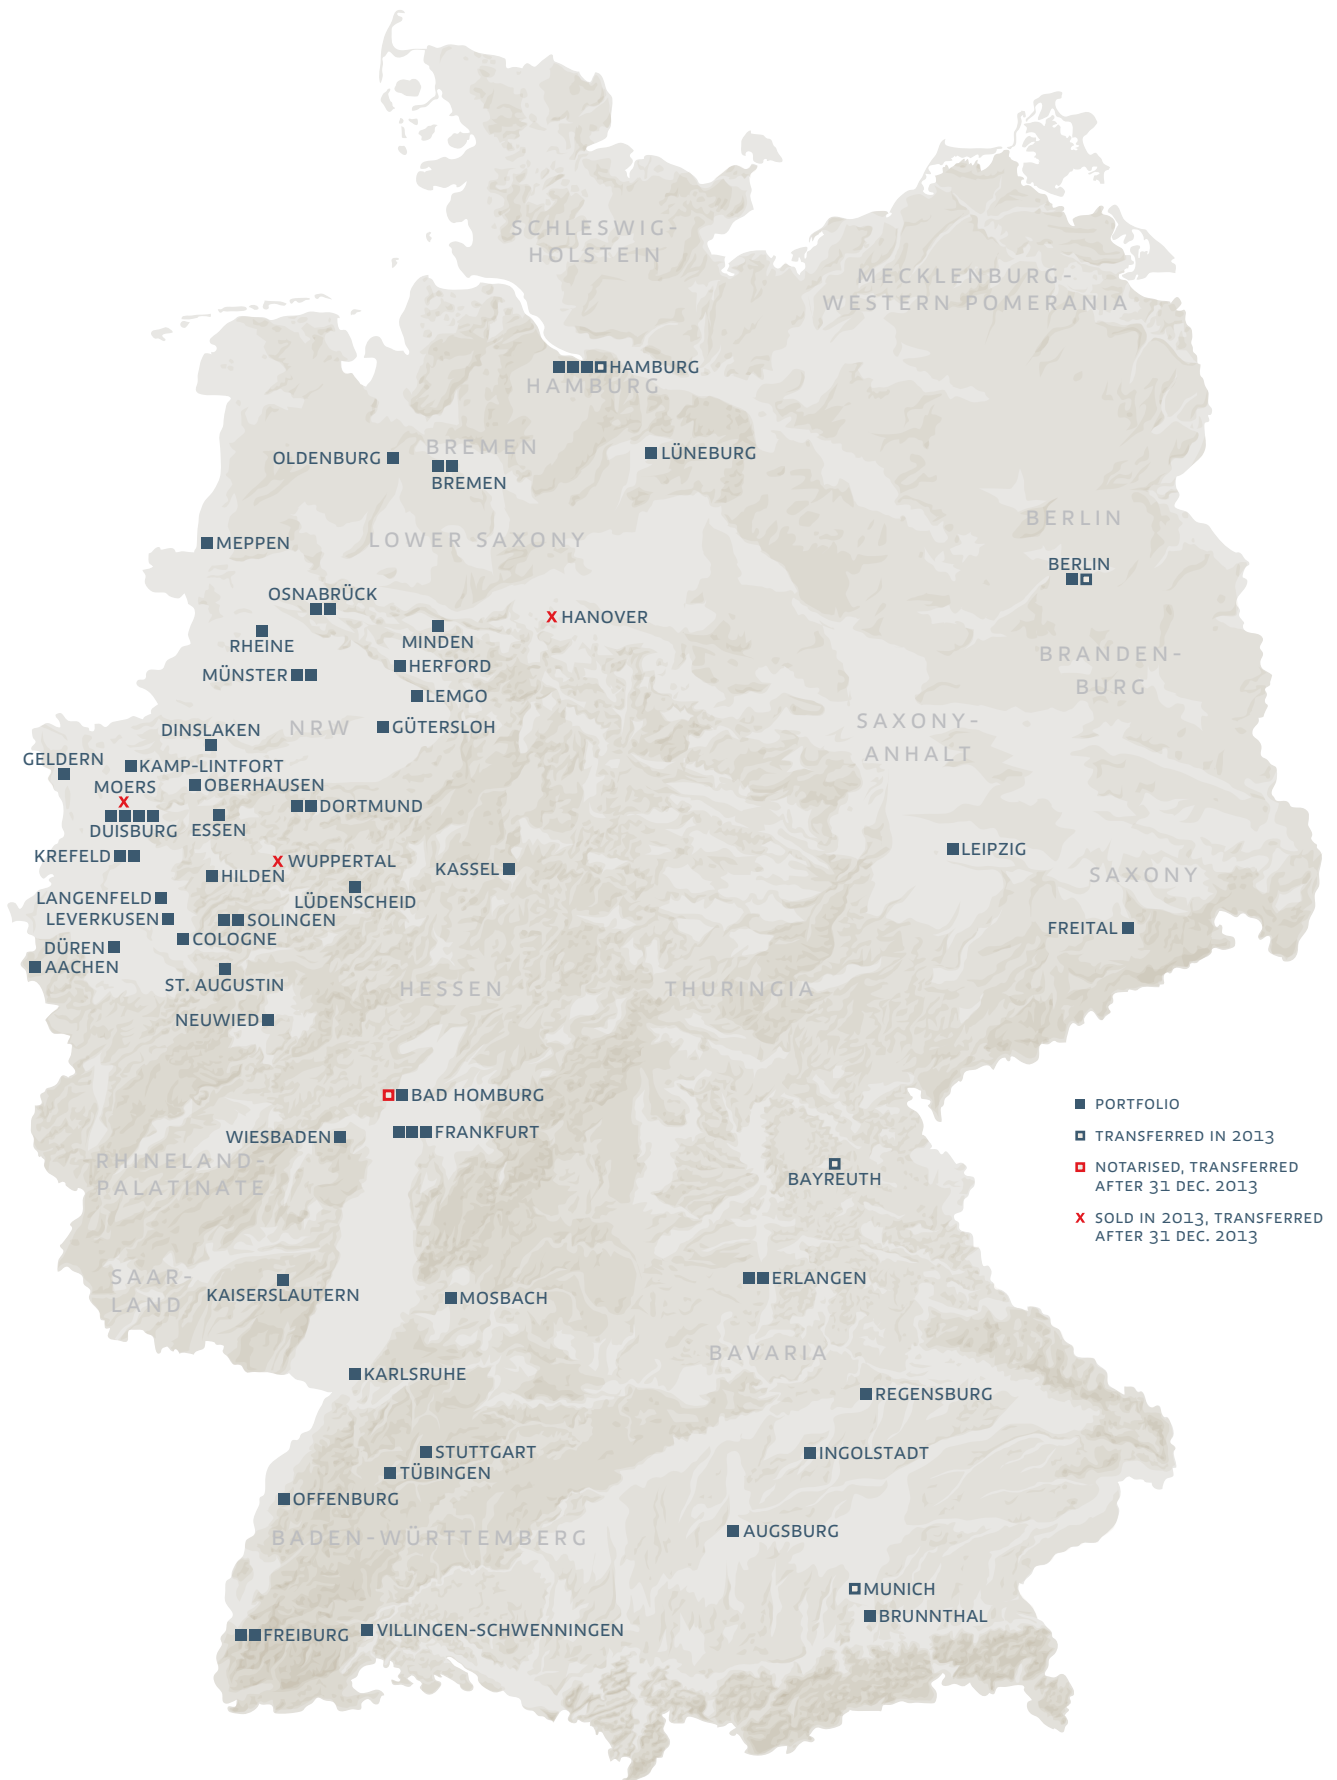 SCHLESWIG-
HOLSTEIN
MECKLENBURG-
WESTERN POMERANIA
HAMBURG
HAMBURG
BREMEN
OLDENBURG
LÜNEBURG
BREMEN
BERLIN
LOWER SAXONY
MEPPEN
BERLIN
OSNABRÜCK
X HANOVER
RHEINE
MINDEN
BRANDEN-
BURG
HERFORD
MÜNSTER
LEMGO
SAXONY-
ANHALT
NRW
GÜTERSLOH
DINSLAKEN
GELDERN
KAMP-LINTFORT
OBERHAUSEN
MOERS
X
DORTMUND
DUISBURG
ESSEN
KREFELD
X WUPPERTAL
LEIPZIG
KASSEL
HILDEN
SAXONY
LANGENFELD
LÜDENSCHEID
LEVERKUSEN
SOLINGEN
FREITAL
COLOGNE
DÜREN
AACHEN
ST. AUGUSTIN
HESSEN
THURINGIA
NEUWIED
BAD HOMBURG
WIESBADEN
FRANKFURT
RHINELAND-
PALATINATE
BAYREUTH
PORTFOLIO
TRANSFERRED IN 2013
NOTARISED, TRANSFERRED
AFTER 31 DEC. 2013
X SOLD IN 2013, TRANSFERRED
AFTER 31 DEC. 2013
SAAR-
LAND
KAISERSLAUTERN
ERLANGEN
MOSBACH
BAVARIA
KARLSRUHE
REGENSBURG
STUTTGART
INGOLSTADT
TÜBINGEN
OFFENBURG
BADEN-WÜRTTEMBERG
AUGSBURG
MUNICH
BRUNNTHAL
FREIBURG
VILLINGEN-SCHWENNINGEN